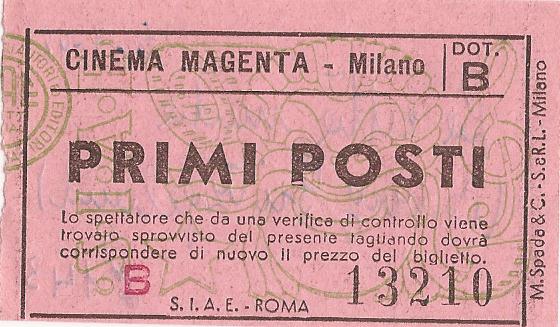 CINEMA MAGENTA - Milano
DOT.
B
PRIMI POSTI
Lo spettatore che da una verifica di controllo viene
trovato sprovvisto del presente tagliando dovrà
corrispondere di nuovo il prezzo del biglietto.
B
13210
S.I.A.E. - ROMA
M. Spada & C. - S. e R.L. - Milano